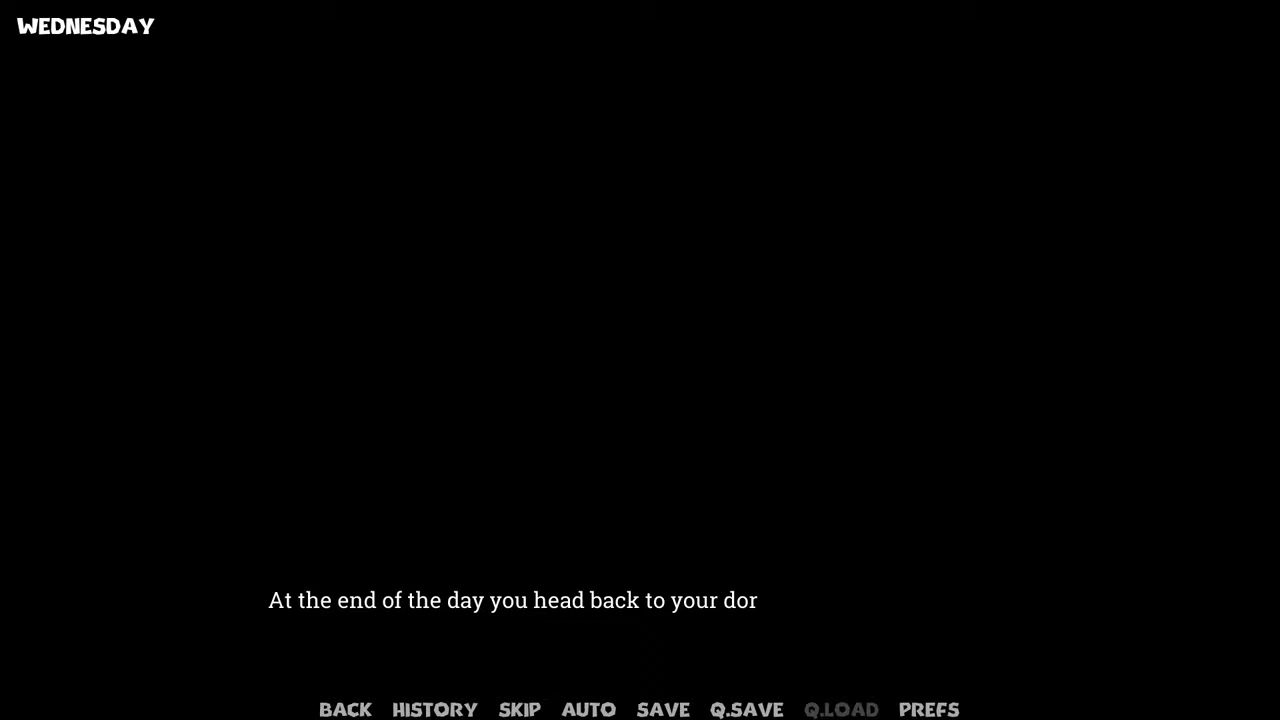 WEDNESDAY
At the end of the day you head back to your dor
BACK HISTORY SKIP AUTO SAVE Q.SAVE Q.LOAD PREFS